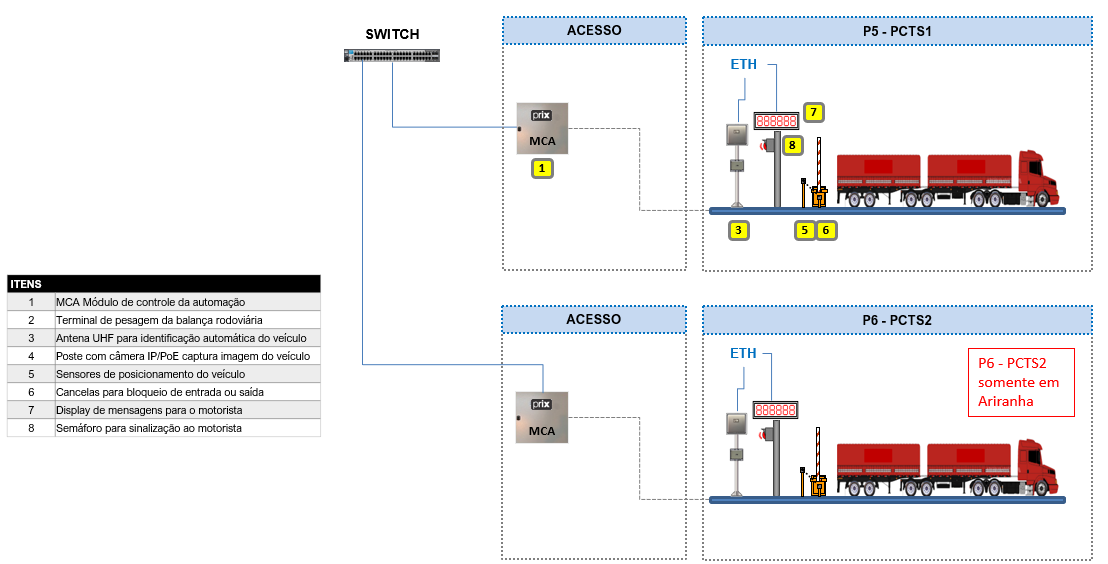 SWITCH
ACESSO
P5 - PCTS1
ETH
888888
7
prix
MCA
8
1
3
5
6
ITENS
1 MCA Módulo de controle da automação
2 Terminal de pesagem da balança rodoviária
3 Antena UHF para identificação automática do veículo
4 Poste com câmera IP/PoE captura imagem do veículo
5 Sensores de posicionamento do veículo
6 Cancelas para bloqueio de entrada ou saída
7 Display de mensagens para o motorista
8 Semáforo para sinalização ao motorista
ACESSO
P6 - PCTS2
ETH
P6 - PCTS2
somente em
Ariranha
888888
prix
MCA